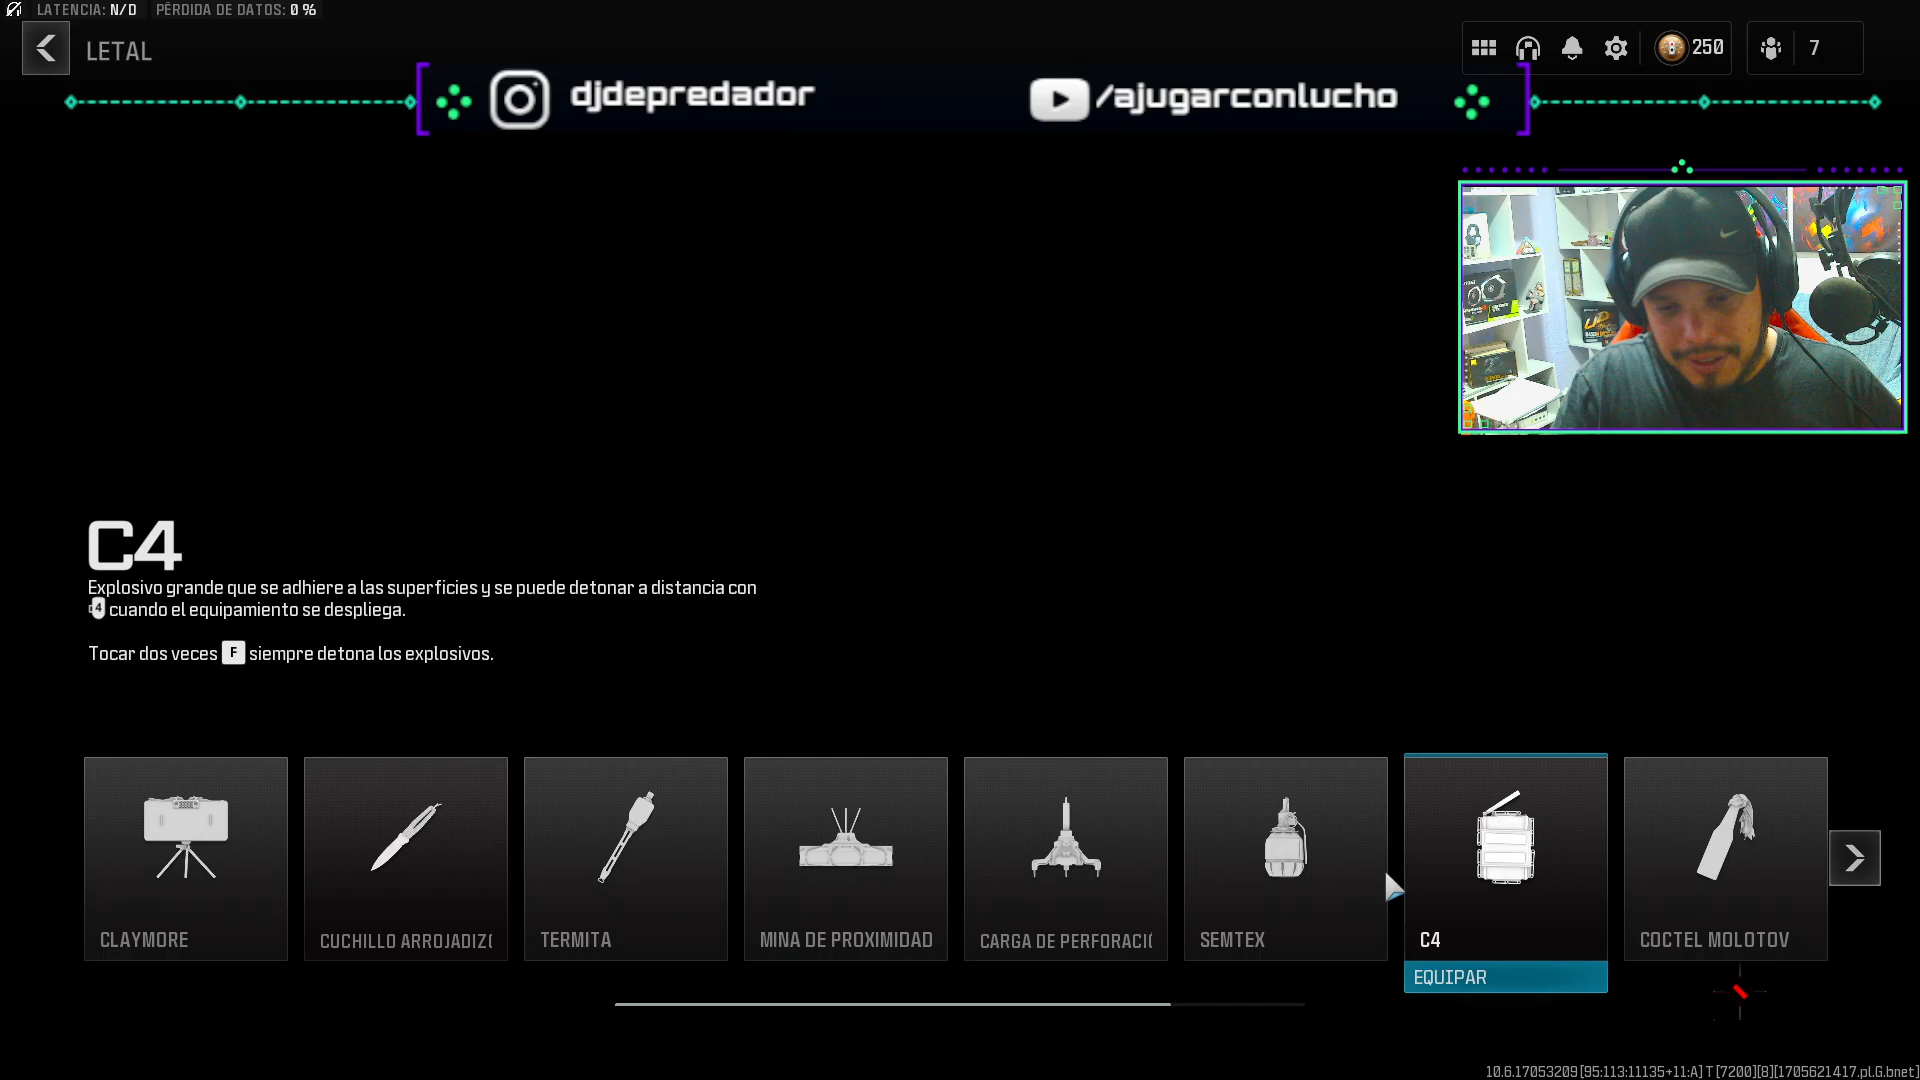 LATENCIA: N/D PÉRDIDA DE DATOS: 0 %
LETAL
250
7
djdepredador
/ajugarconlucho
C4
Explosivo grande que se adhiere a las superficies y se puede detonar a distancia con
4 cuando el equipamiento se despliega.
Tocar dos veces F siempre detona los explosivos.
CLAYMORE
CUCHILLO ARROJADIZ
TERMITA
MINA DE PROXIMIDAD
CARGA DE PERFORACI
SEMTEX
C4
COCTEL MOLOTOV
EQUIPAR
10.6.17053209[95:113:11135+11:A] T [7200][8][1705621417.pl.G.bnet]